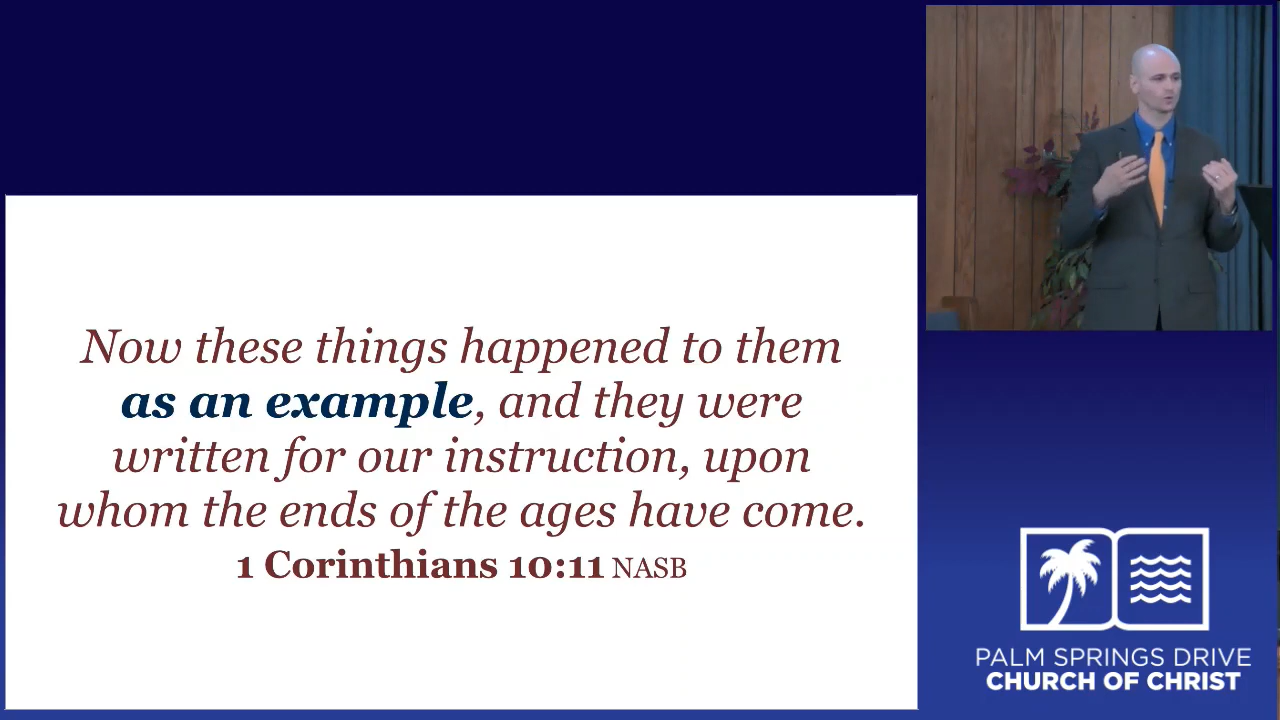 Now these things happened to them
as an example, and they were
written for our instruction, upon
whom the ends of the ages have come.
1 Corinthians 10:11 NASB
PALM SPRINGS DRIVE
CHURCH OF CHRIST